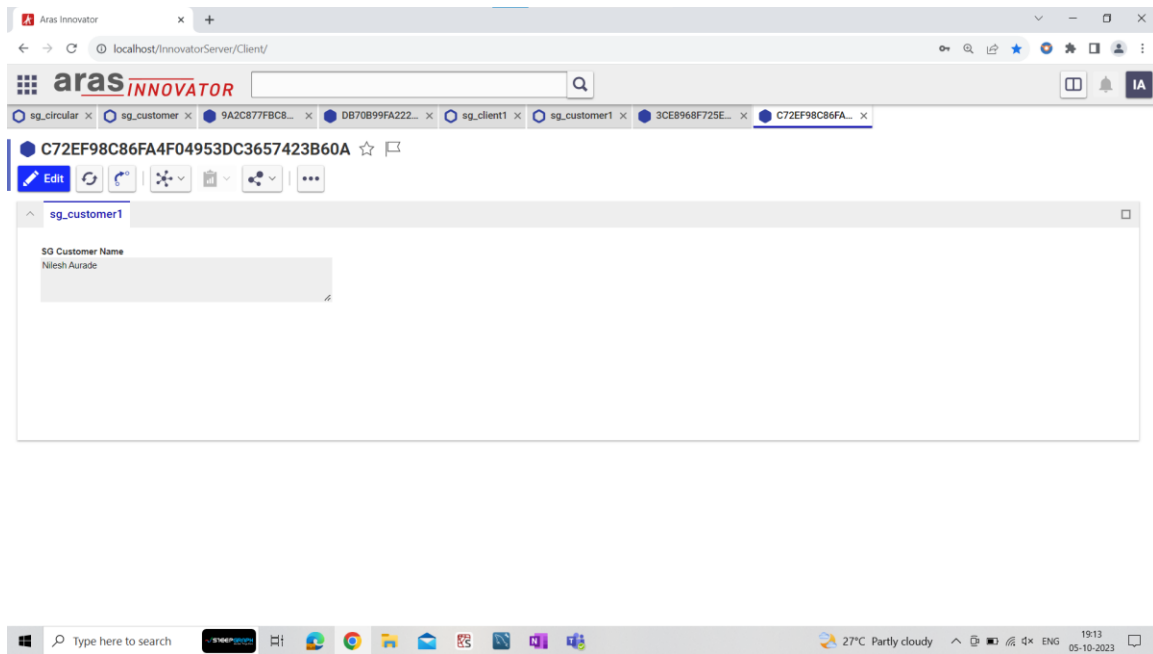 Aras Innovator
localhost/InnovatorServer/Client/
aras INNOVATOR
IA
sg_circular sg_customer 9A2C877FBC8... DB70B99FA222... sg_client1 sg_customer1 3CE8968F725E... C72EF98C86FA...
C72EF98C86FA4F04953DC3657423B60A
Edit
sg_customer1
SG Customer Name
Nilesh Aurade
Type here to search
27°C Partly cloudy
ENG
19:13
05-10-2023